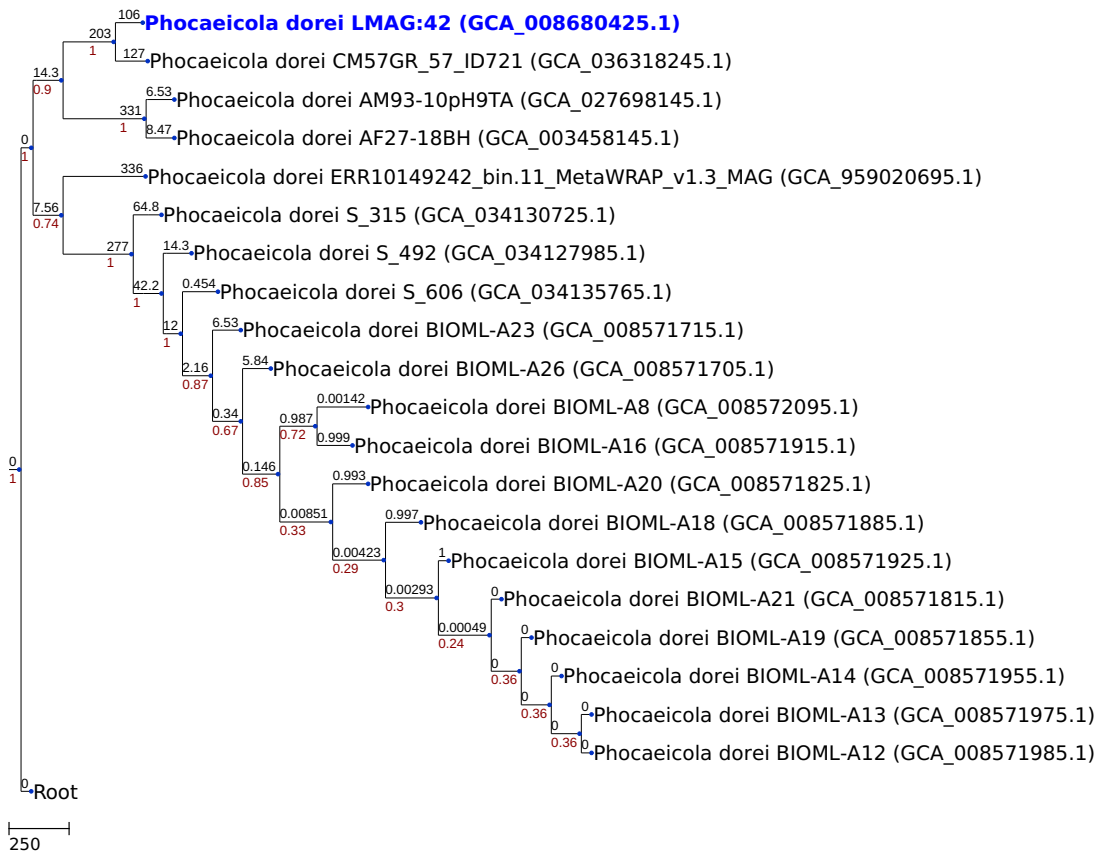 106
Phocaeicola dorei LMAG:42 (GCA_008680425.1)
203
1
127
Phocaeicola dorei CM57GR_57_ID721 (GCA_036318245.1)
14.3
0.9
6.53
Phocaeicola dorei AM93-10pH9TA (GCA_027698145.1)
331
1
8.47
Phocaeicola dorei AF27-18BH (GCA_003458145.1)
0
1
336
Phocaeicola dorei ERR10149242_bin.11_MetaWRAP_v1.3_MAG (GCA_959020695.1)
7.56
0.74
64.8
Phocaeicola dorei S_315 (GCA_034130725.1)
277
1
14.3
Phocaeicola dorei S_492 (GCA_034127985.1)
42.2
1
0.454
Phocaeicola dorei S_606 (GCA_034135765.1)
12
1
6.53
Phocaeicola dorei BIOML-A23 (GCA_008571715.1)
2.16
0.87
5.84
Phocaeicola dorei BIOML-A26 (GCA_008571705.1)
0.34
0.67
0.00142
Phocaeicola dorei BIOML-A8 (GCA_008572095.1)
0.987
0.72
0.999
Phocaeicola dorei BIOML-A16 (GCA_008571915.1)
0.146
0.85
0.993
Phocaeicola dorei BIOML-A20 (GCA_008571825.1)
0.00851
0.33
0.997
Phocaeicola dorei BIOML-A18 (GCA_008571885.1)
0.00423
0.29
1
Phocaeicola dorei BIOML-A15 (GCA_008571925.1)
0.00293
0.3
0
Phocaeicola dorei BIOML-A21 (GCA_008571815.1)
0.00049
0.24
0
Phocaeicola dorei BIOML-A19 (GCA_008571855.1)
0
0.36
0
Phocaeicola dorei BIOML-A14 (GCA_008571955.1)
0
0.36
0
Phocaeicola dorei BIOML-A13 (GCA_008571975.1)
0
0.36
0
Phocaeicola dorei BIOML-A12 (GCA_008571985.1)
0
1
0
Root
250